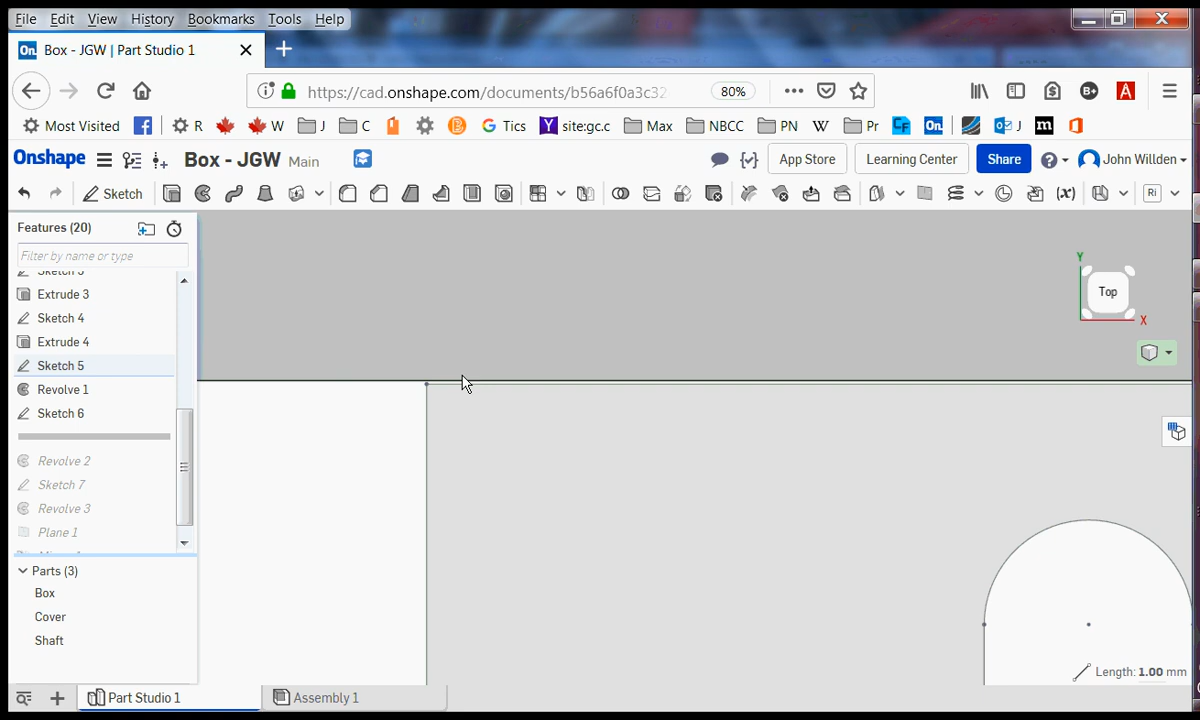 File Edit View History Bookmarks Tools Help
On Box - JGW | Part Studio 1
https://cad.onshape.com/documents/b56a6f0a3c32 80%
Most Visited R W J C Tics site:gc.c Max NBCC PN W Pr CF On J m
Onshape Box - JGW Main App Store Learning Center Share John Willden
Sketch (x) Ri
Features (20)
Filter by name or type
Extrude 3
Sketch 4
Extrude 4
Sketch 5
Revolve 1
Sketch 6
Revolve 2
Sketch 7
Revolve 3
Plane 1
Parts (3)
Box
Cover
Shaft
Y
Top
X
Length: 1.00 mm
Part Studio 1 Assembly 1